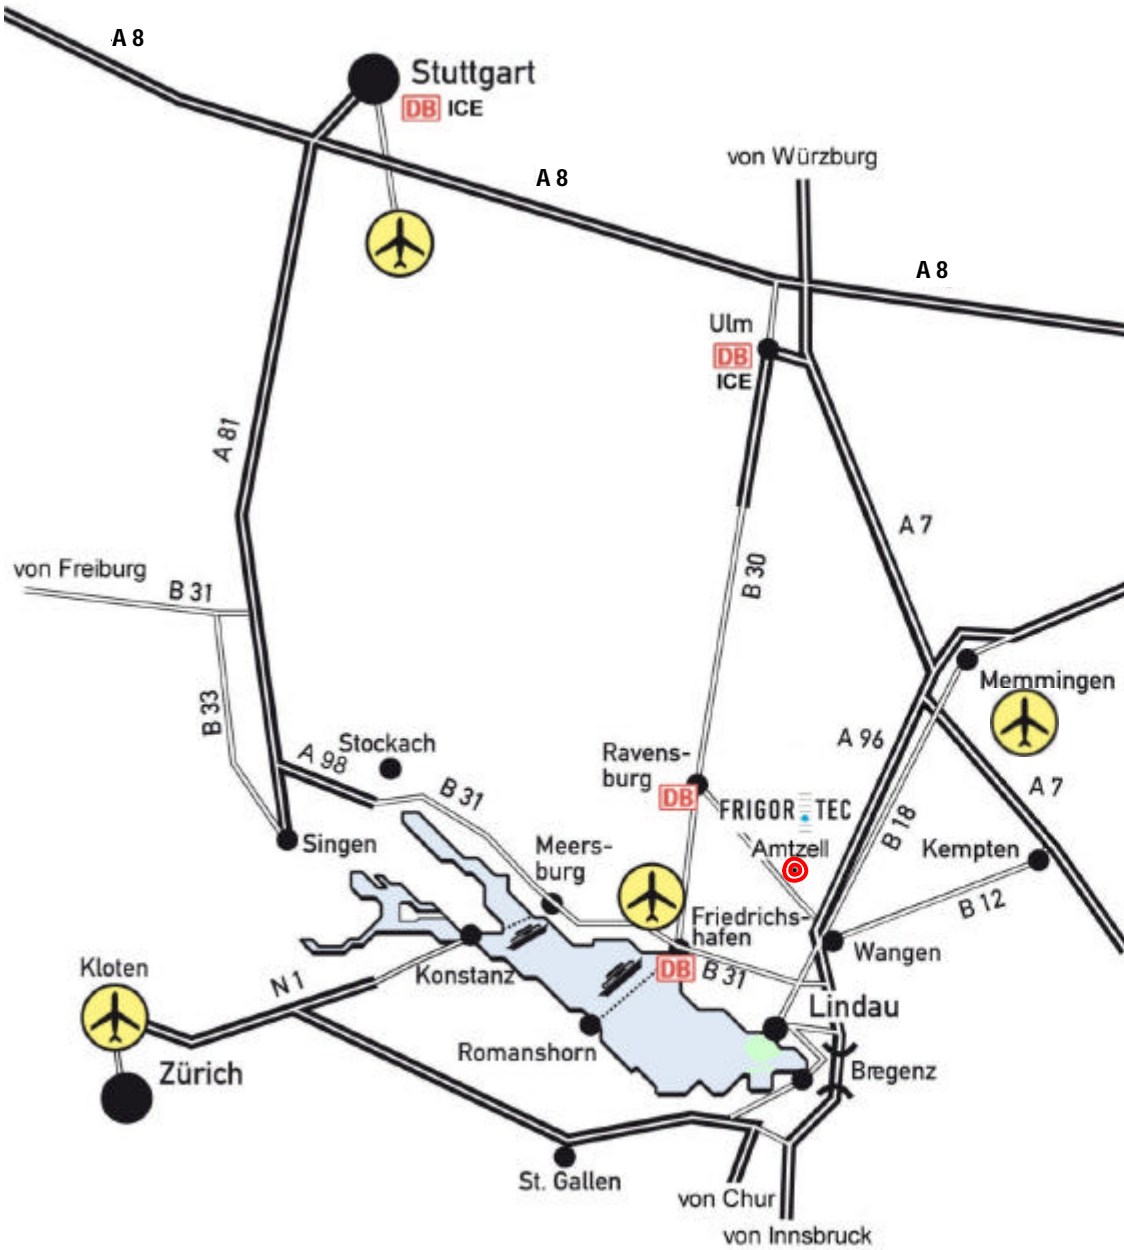 A 8
Stuttgart
DB ICE
von Würzburg
A 8
A 8
Ulm
DB
ICE
A 81
A 7
von Freiburg
B 31
B 30
B 33
Memmingen
Stockach
A 98
B 31
Ravens-
burg
DB
A 96
A 7
FRIGOR TEC
B 18
Singen
Meers-
burg
Amtzell
Kempten
B 12
Friedrichs-
hafen
Wangen
Kloten
Konstanz
DB
B 31
N 1
Lindau
Romanshorn
Zürich
Bregenz
St. Gallen
von Chur
von Innsbruck